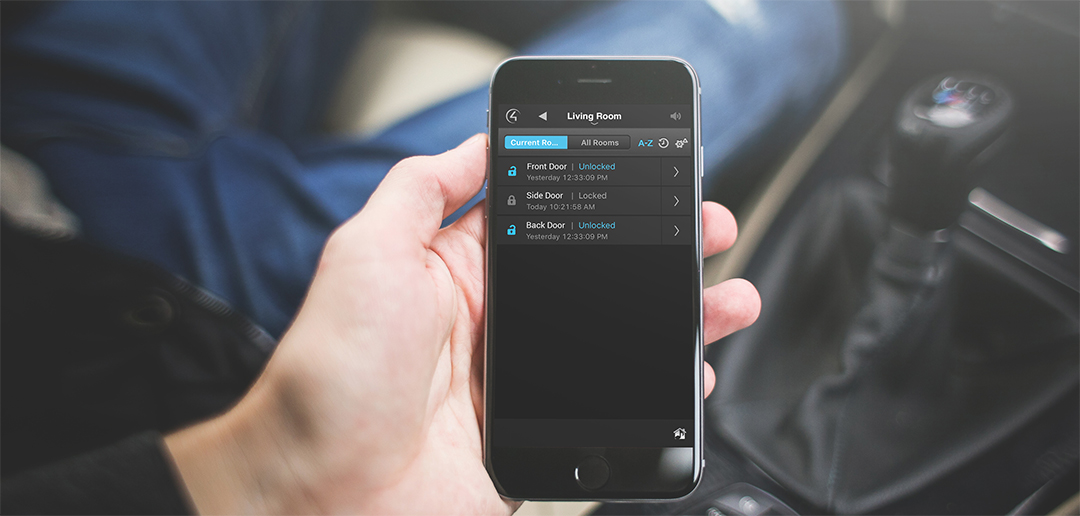 4
Living Room
Current Ro... All Rooms A-Z
Front Door | Unlocked
Yesterday 12:33:09 PM
Side Door | Locked
Today 10:21:58 AM
Back Door | Unlocked
Yesterday 12:33:09 PM